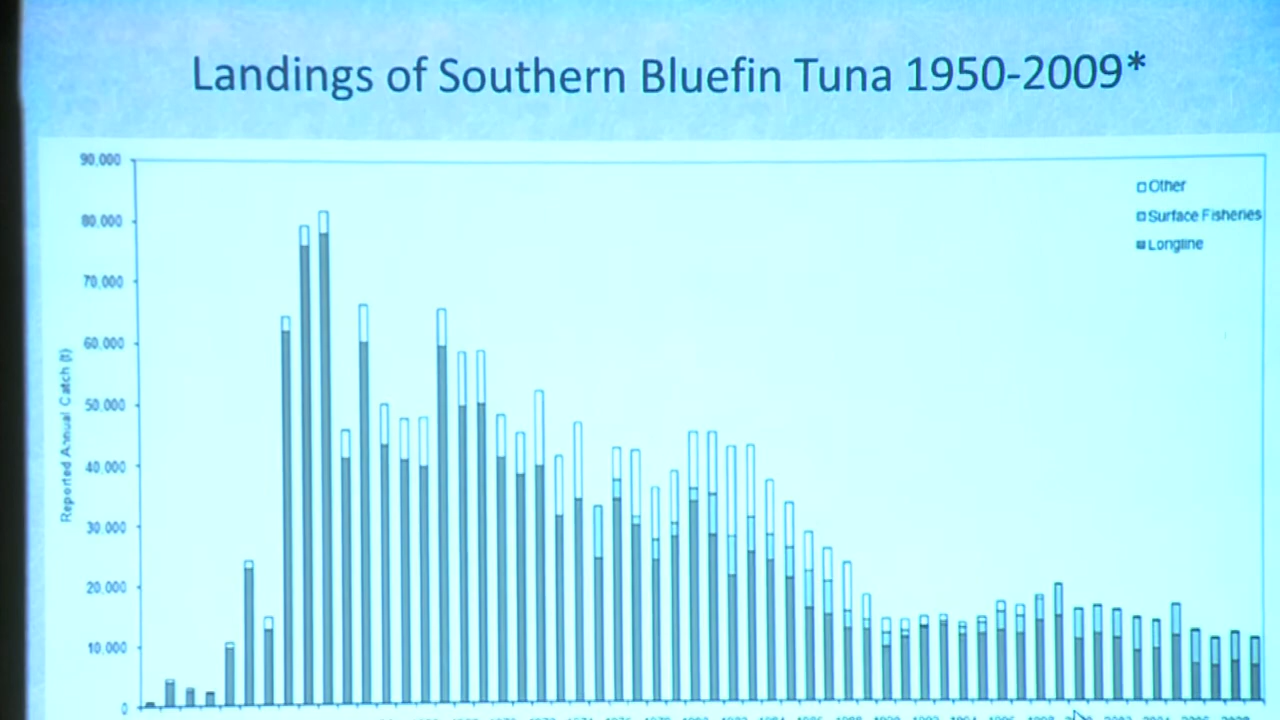 Landings of Southern Bluefin Tuna 1950-2009*
90,000
80,000
70,000
60,000
50,000
40,000
30,000
20,000
10,000
0
Reported Annual Catch (t)
Other
Surface Fisheries
Longline